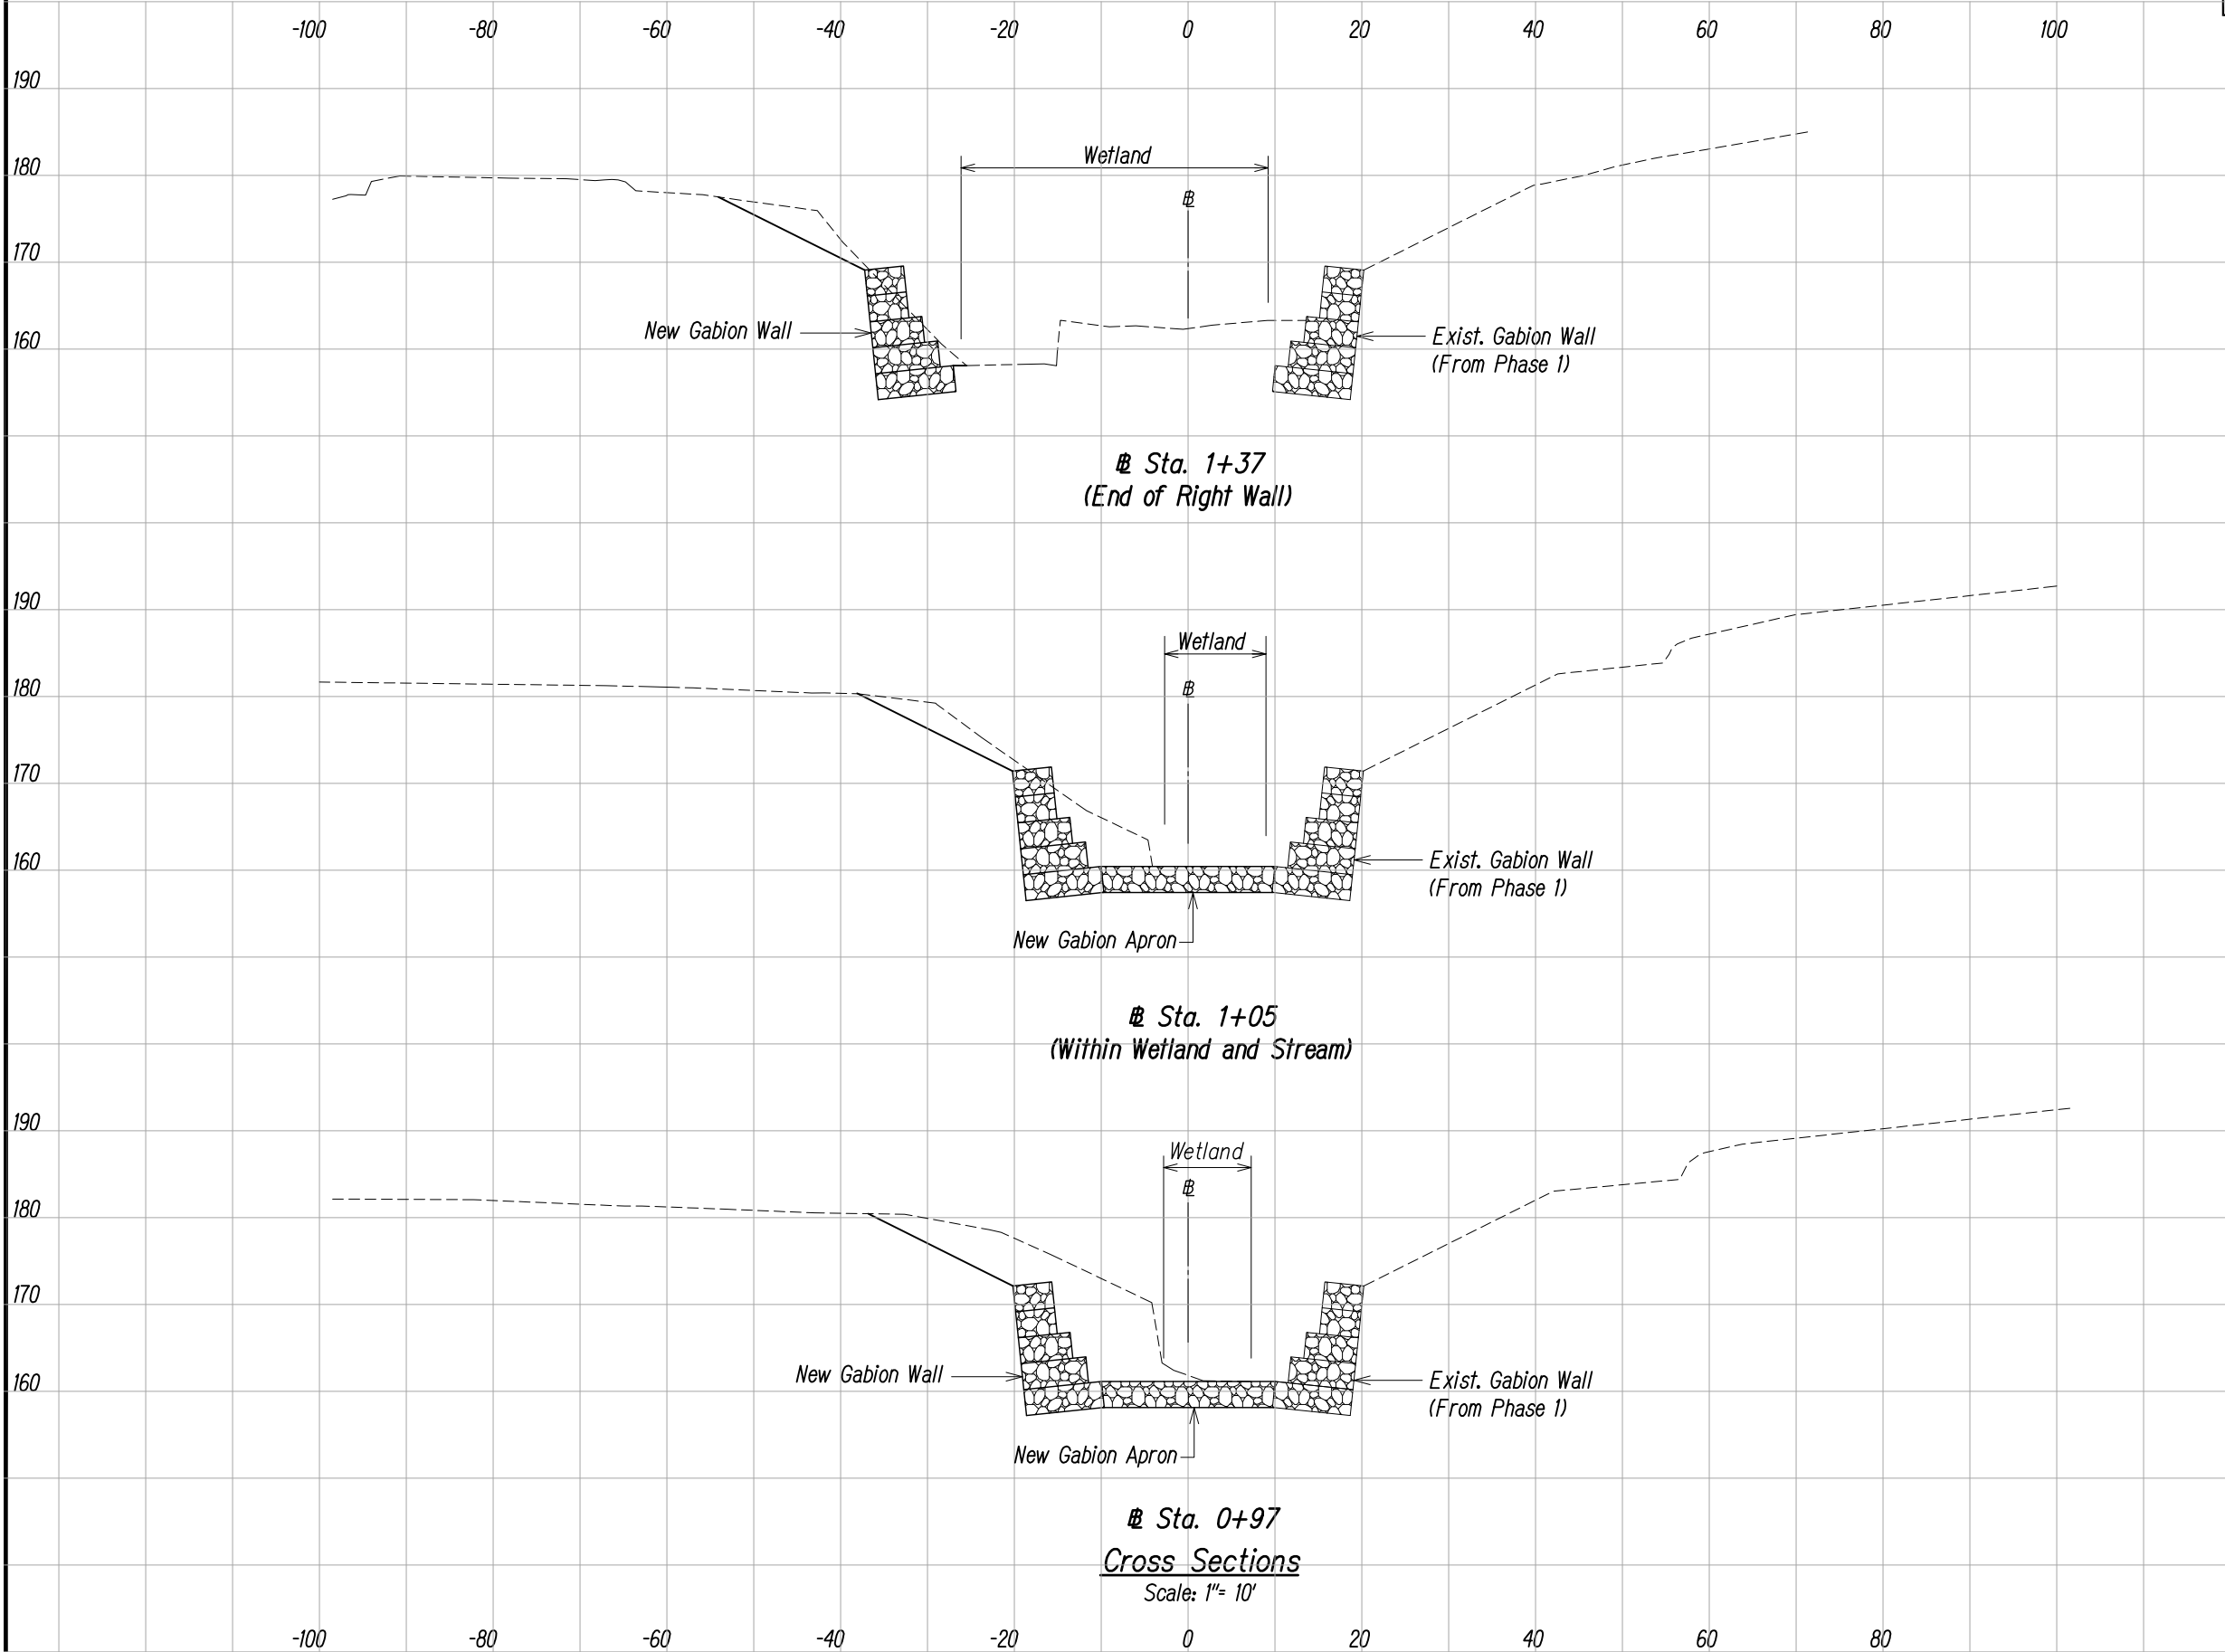 -100 -80 -60 -40 -20 0 20 40 60 80 100
190
Wetland
180
℄
170
New Gabion Wall
Exist. Gabion Wall
160
(From Phase 1)
Sta. 1+37
(End of Right Wall)
190
Wetland
180
170
Exist. Gabion Wall
160
(From Phase 1)
New Gabion Apron
Sta. 1+05
(Within Wetland and Stream)
190
Wetland
180
170
New Gabion Wall
Exist. Gabion Wall
160
(From Phase 1)
New Gabion Apron
Sta. 0+97
Cross Sections
Scale: 1"= 10'
-100 -80 -60 -40 -20 0 20 40 60 80 100